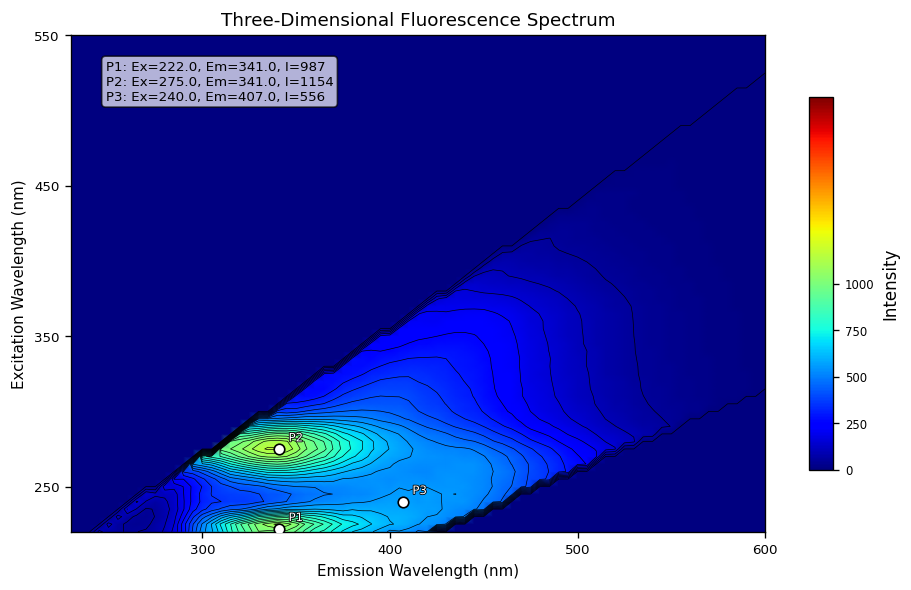 Three-Dimensional Fluorescence Spectrum
P1: Ex=222.0, Em=341.0, I=987
P2: Ex=275.0, Em=341.0, I=1154
P3: Ex=240.0, Em=407.0, I=556
550
450
350
250
Excitation Wavelength (nm)
P2
P3
P1
300
400
500
600
Emission Wavelength (nm)
1000
750
500
250
0
Intensity